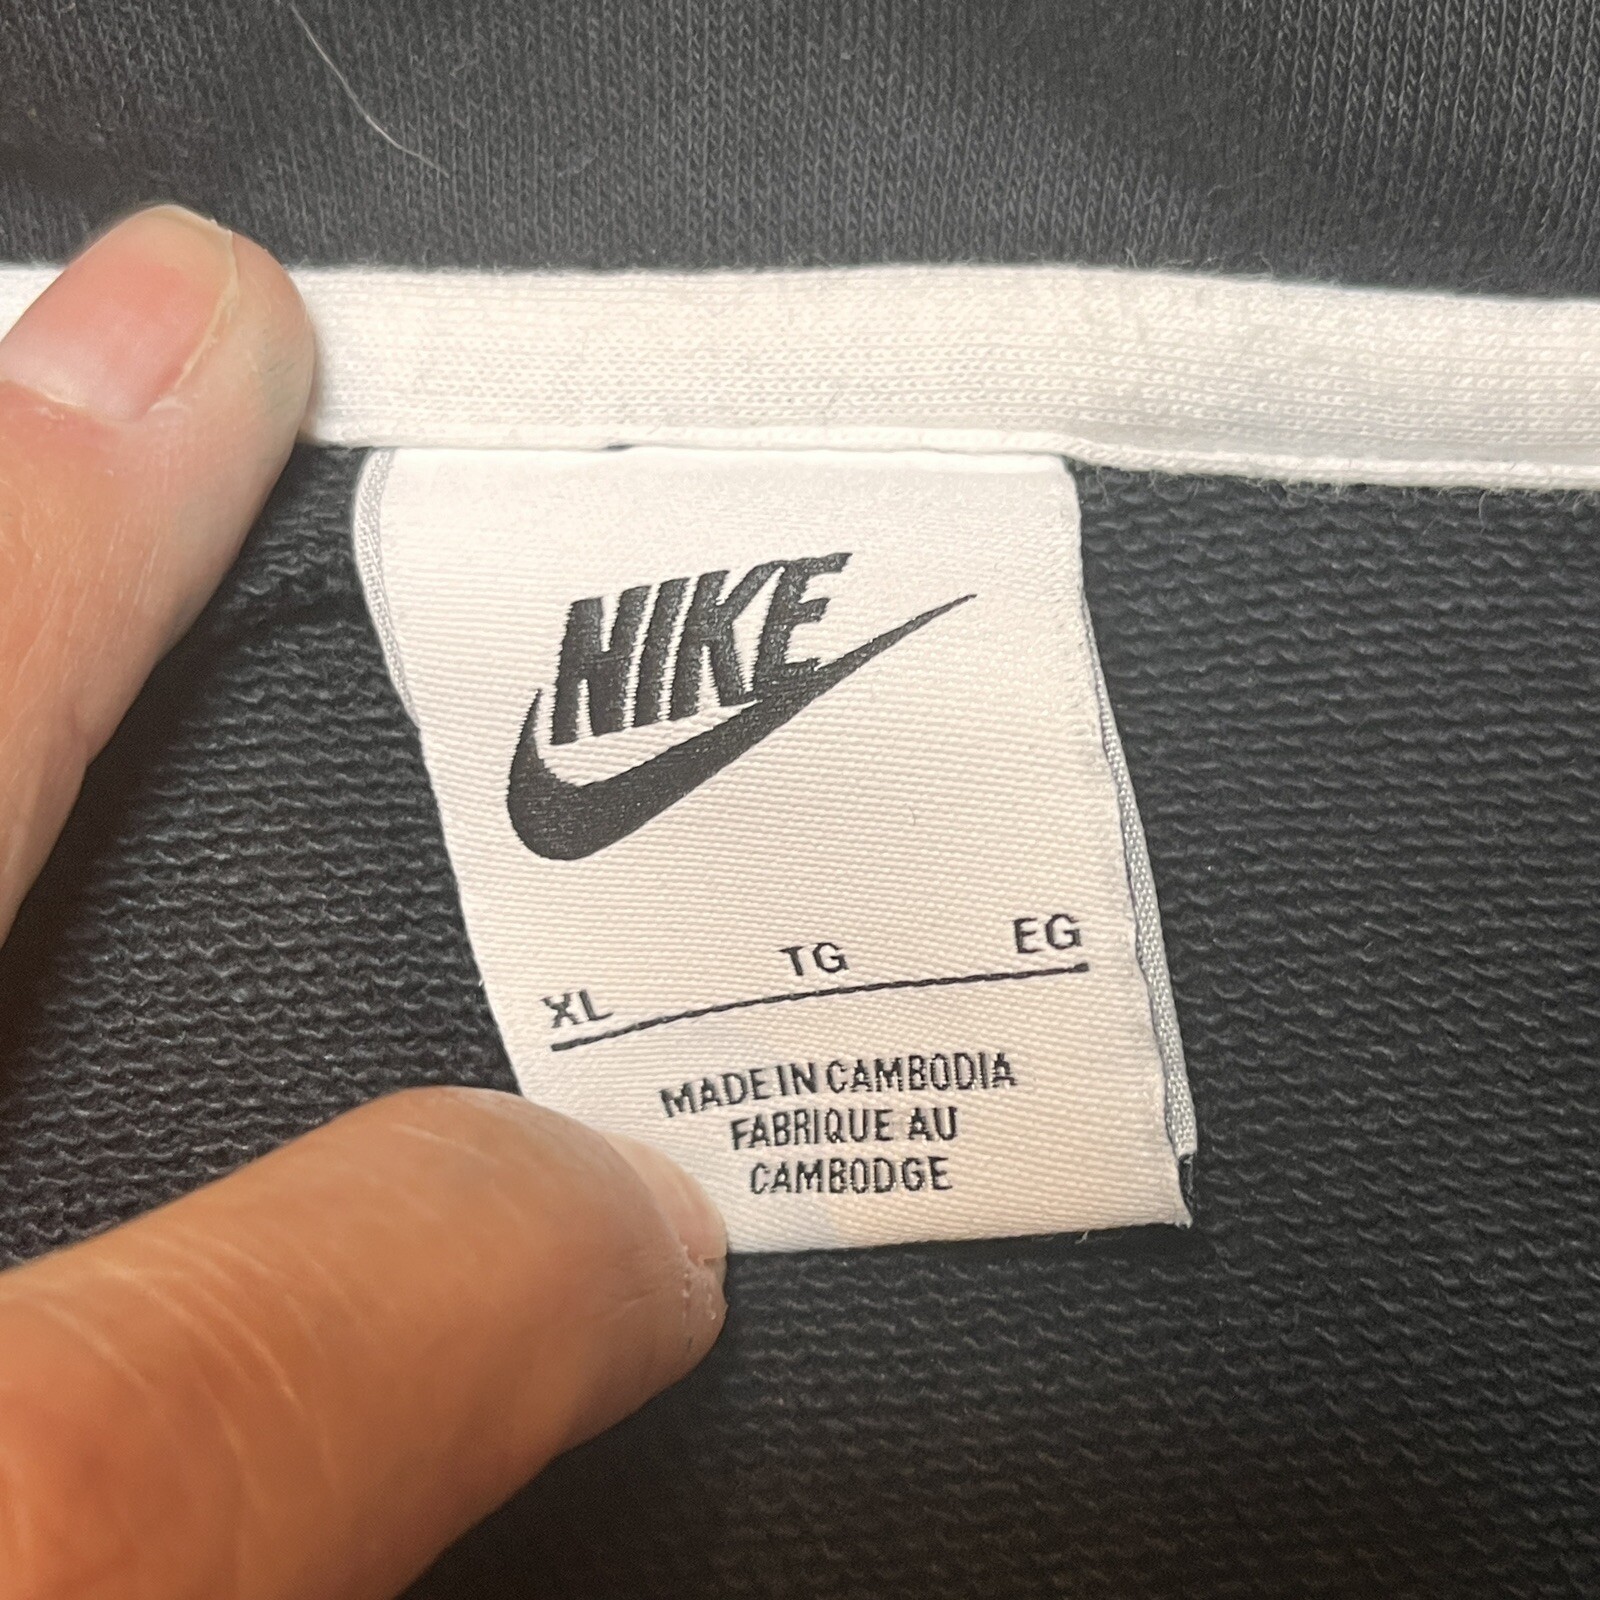 NIKE
XL TG EG
MADE IN CAMBODIA
FABRIQUE AU
CAMBODGE